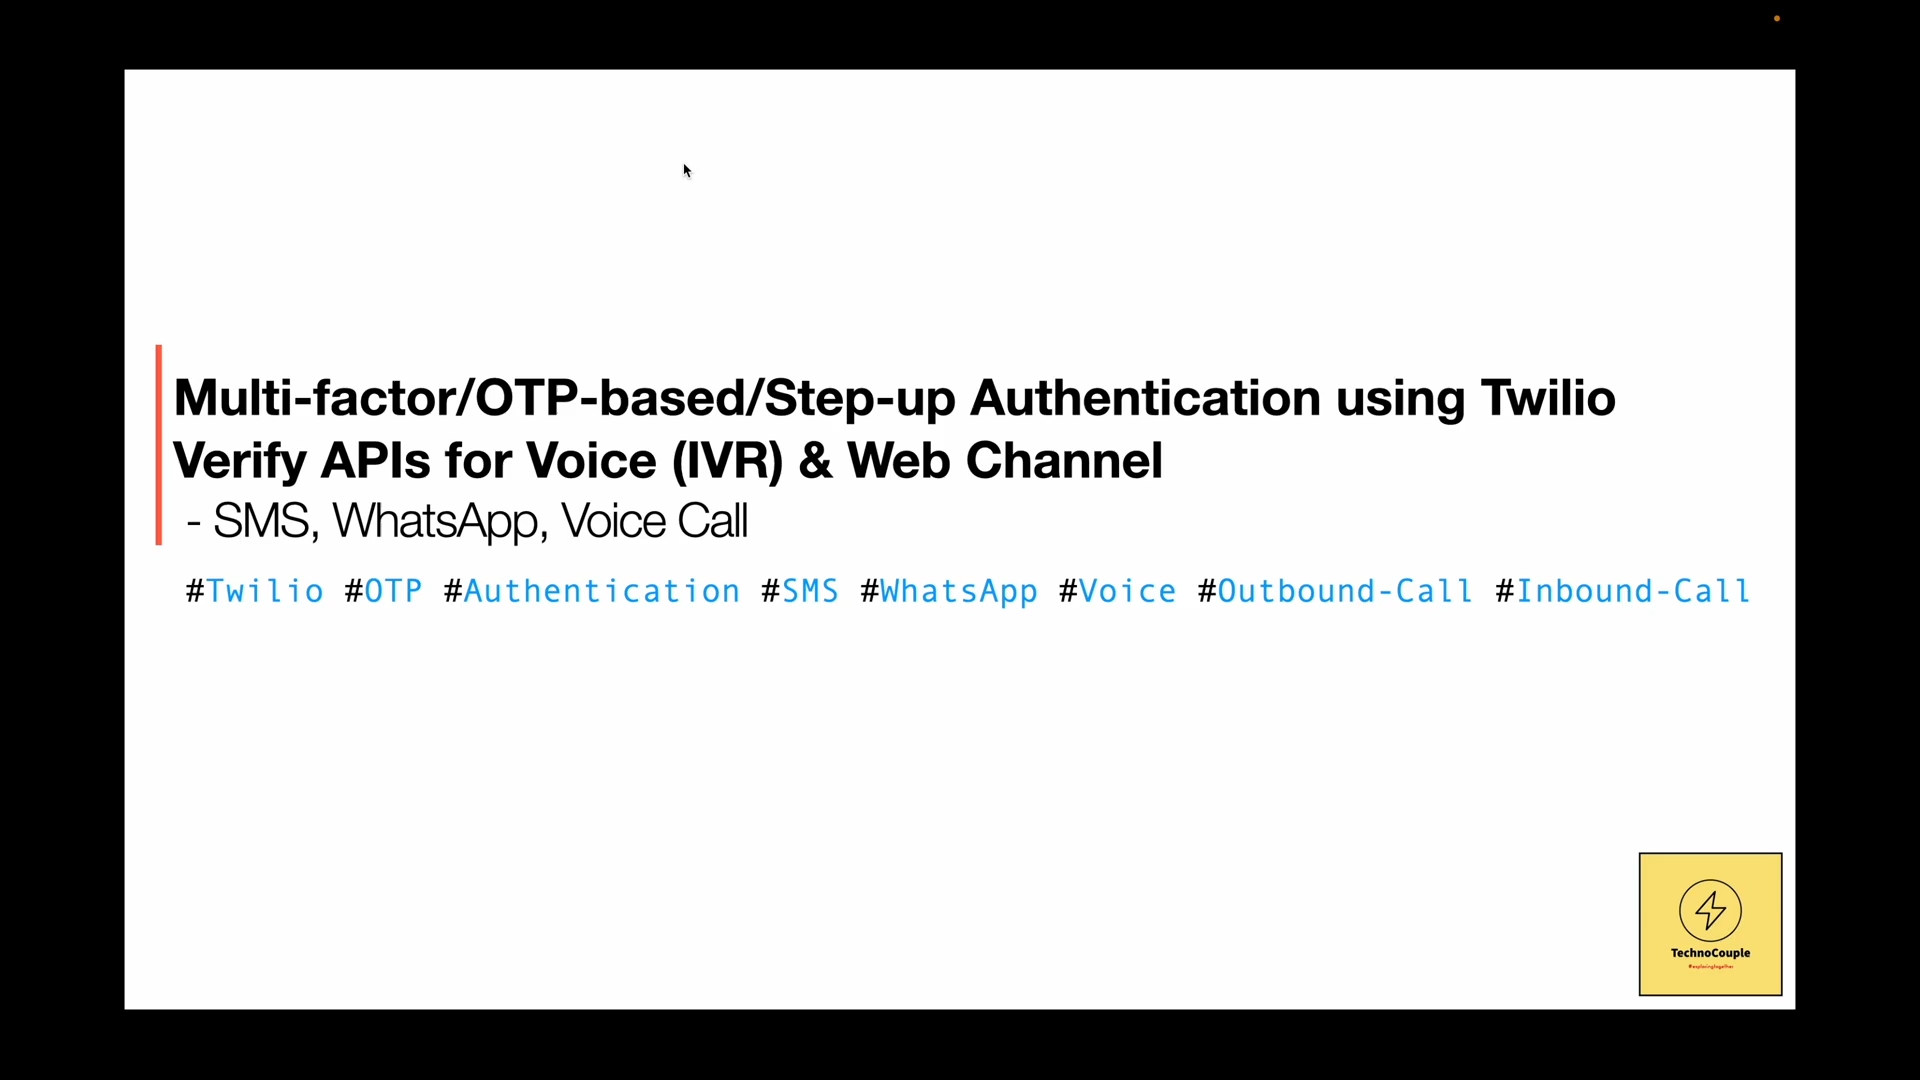 Multi-factor/OTP-based/Step-up Authentication using Twilio
Verify APIs for Voice (IVR) & Web Channel
- SMS, WhatsApp, Voice Call
#Twilio #OTP #Authentication #SMS #WhatsApp #Voice #Outbound-Call #Inbound-Call
TechnoCouple
#exploringtogether